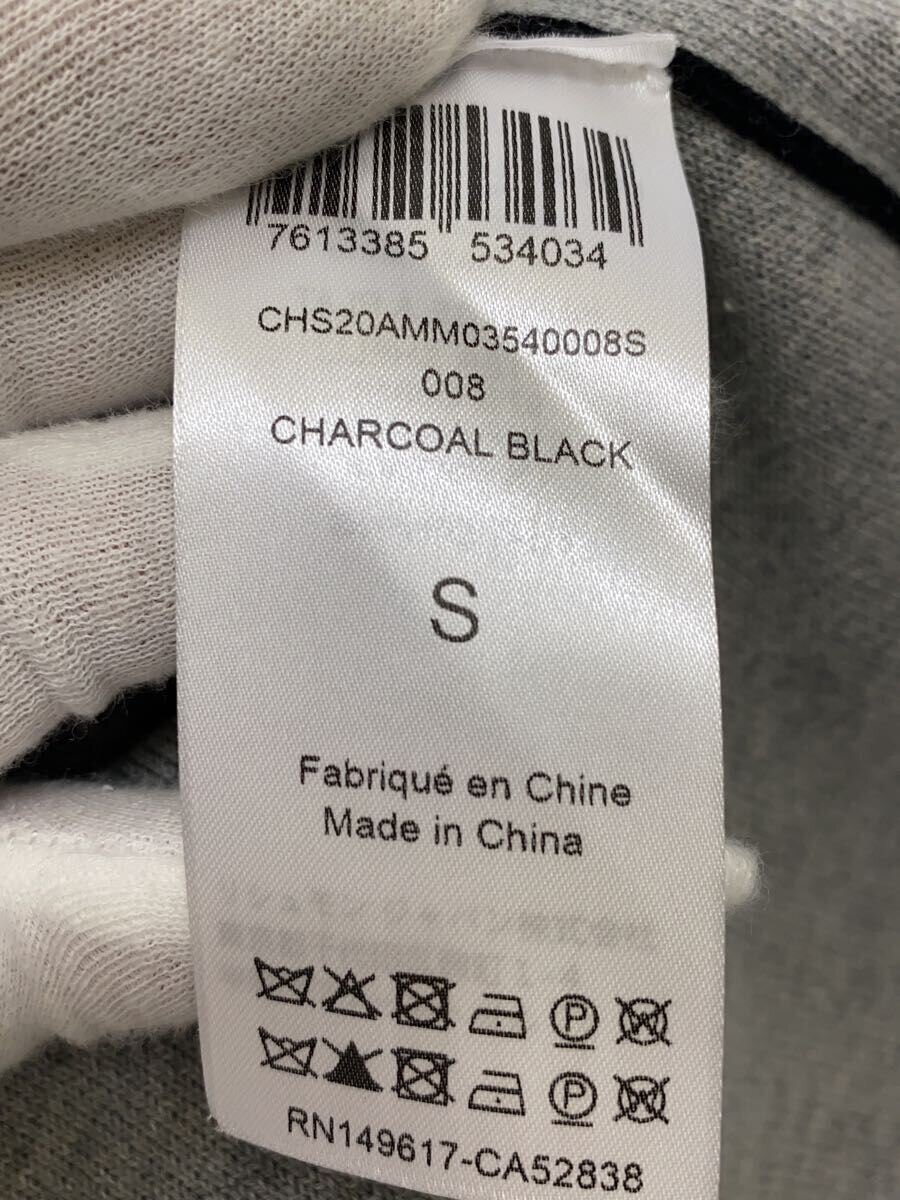 7613385 534034
CHS20AMM03540008S
008
CHARCOAL BLACK
S
Fabriqué en Chine
Made in China
RN149617-CA52838